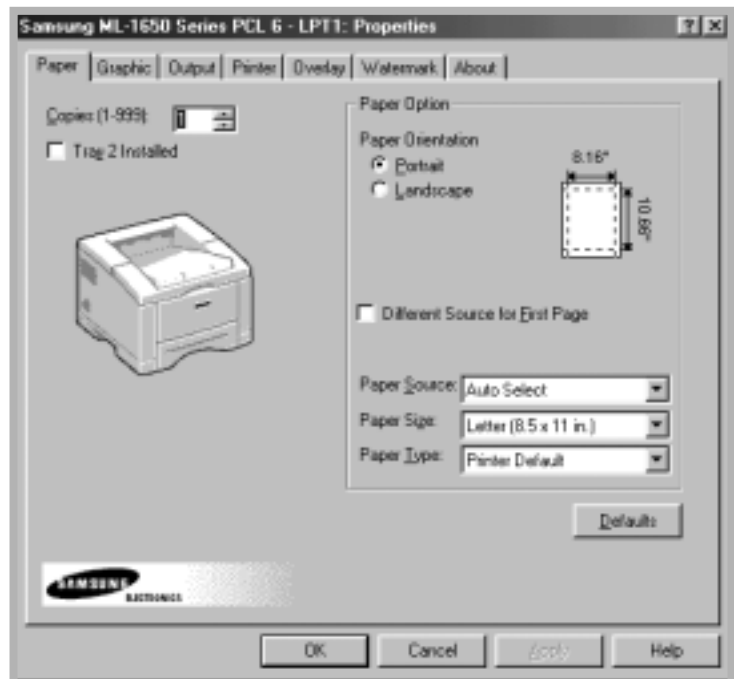 Samsung ML-1650 Series PCL 6 - LPT1: Properties
Paper Graphic Output Printer Overlay Watermark About
Copies (1-999): 1
Tray 2 Installed
Paper Option
Paper Orientation
Portrait
Landscape
8.16"
10.66"
Different Source for First Page
Paper Source: Auto Select
Paper Size: Letter (8.5 x 11 in.)
Paper Type: Printer Default
Defaults
SAMSUNG
ELECTRONICS
OK Cancel Apply Help